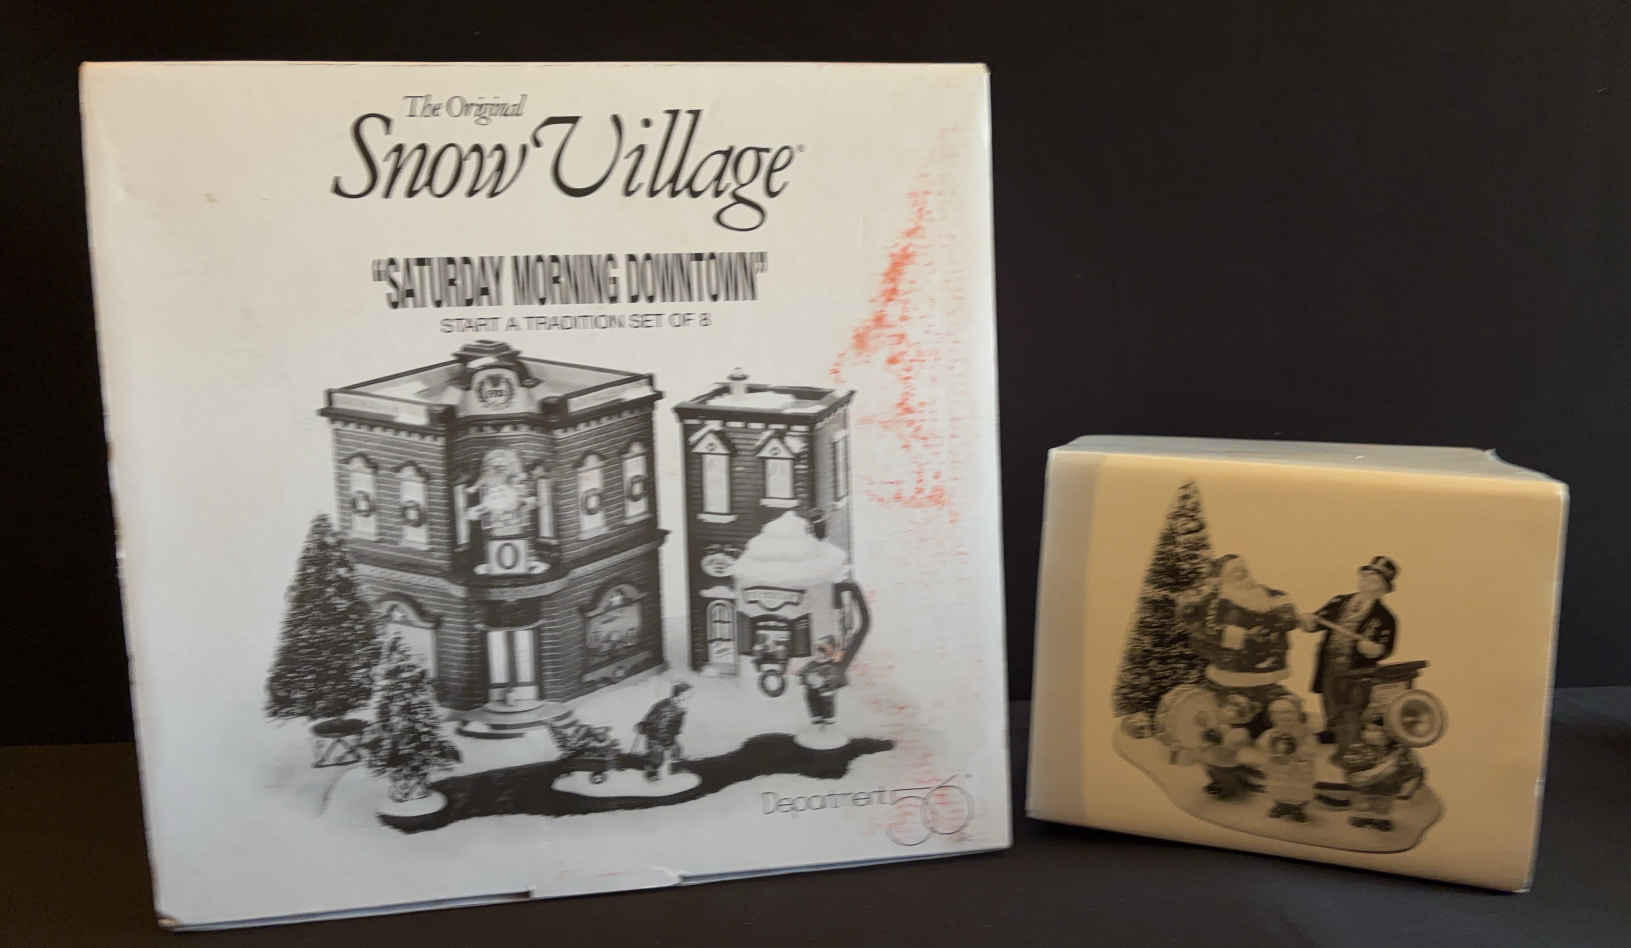 The Original
Snow Village
"SATURDAY MORNING DOWNTOWN"
START A TRADITION SET OF 8
Department 56